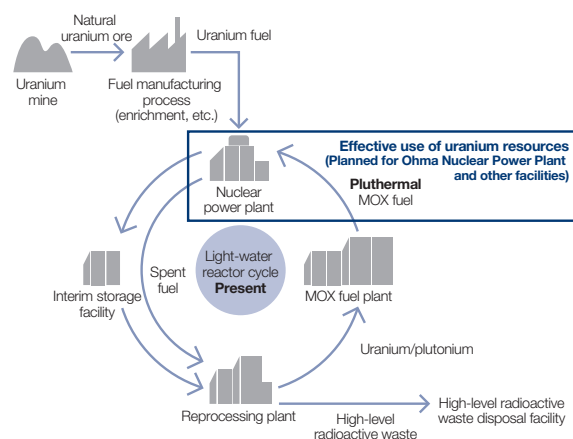 Natural
uranium ore
Uranium fuel
Uranium
mine
Fuel manufacturing
process
(enrichment, etc.)
Effective use of uranium resources
(Planned for Ohma Nuclear Power Plant
and other facilities)
Pluthermal
MOX fuel
Nuclear
power plant
Light-water
reactor cycle
Present
Spent
fuel
Interim storage
facility
MOX fuel plant
Uranium/plutonium
Reprocessing plant
High-level
radioactive waste
High-level radioactive
waste disposal facility